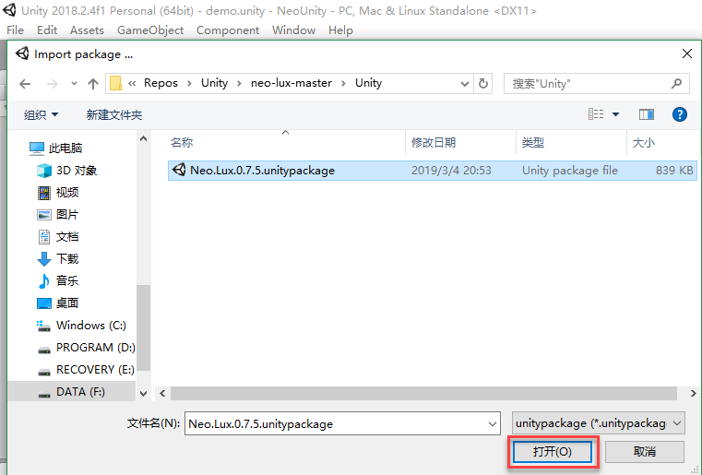 Unity 2018.2.4f1 Personal (64bit) - demo.unity - NeoUnity - PC, Mac & Linux Standalone <DX11>
File Edit Assets GameObject Component Window Help
Import package ...
« Repos › Unity › neo-lux-master › Unity
搜索"Unity"
组织 新建文件夹
名称 修改日期 类型 大小
Neo.Lux.0.7.5.unitypackage 2019/3/4 20:53 Unity package file 839 KB
此电脑
3D 对象
视频
图片
文档
下载
音乐
桌面
Windows (C:)
PROGRAM (D:)
RECOVERY (E:)
DATA (F:)
文件名(N): Neo.Lux.0.7.5.unitypackage unitypackage (*.unitypackag
打开(O) 取消